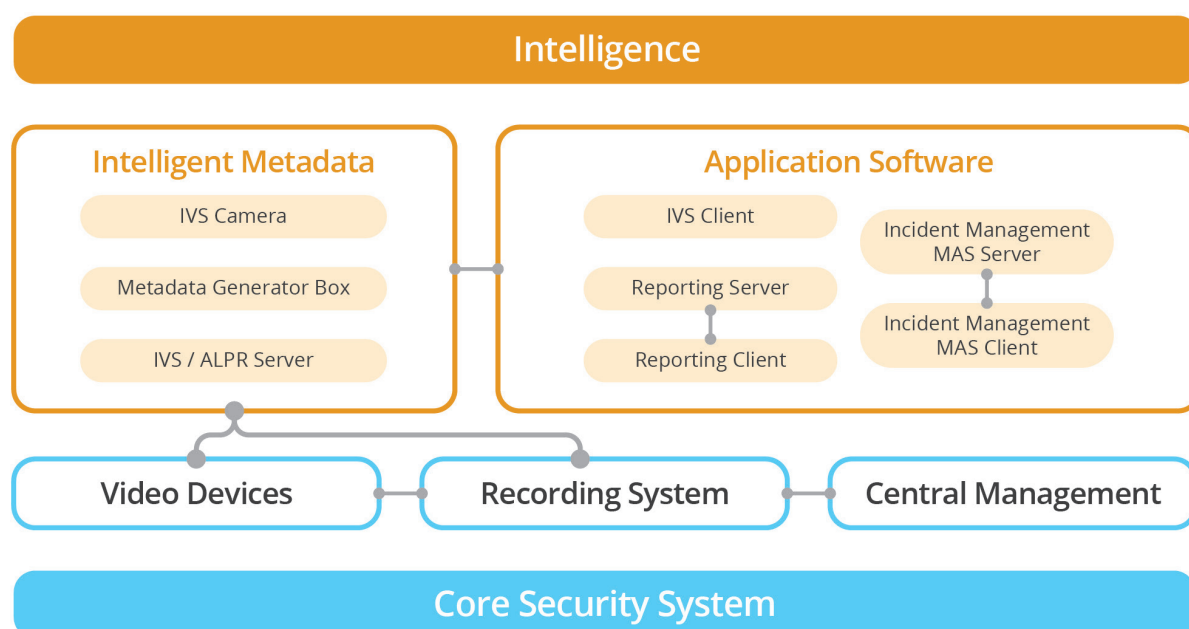 Intelligence
Intelligent Metadata
IVS Camera
Metadata Generator Box
IVS / ALPR Server
Application Software
IVS Client
Reporting Server
Reporting Client
Incident Management
MAS Server
Incident Management
MAS Client
Video Devices
Recording System
Central Management
Core Security System